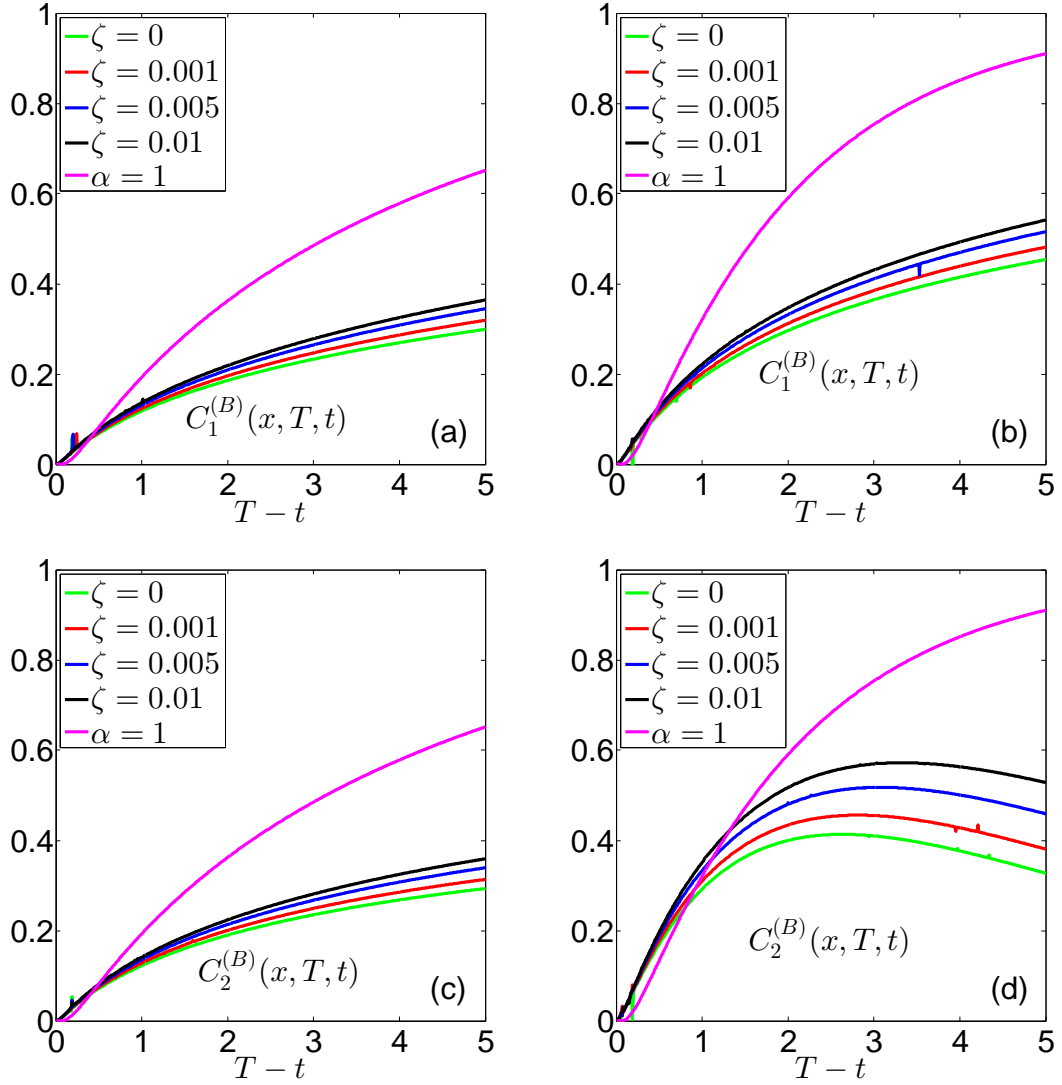 1
0.8
0.6
0.4
0.2
0
0 1 2 3 4 5
ζ = 0
ζ = 0.001
ζ = 0.005
ζ = 0.01
α = 1
C_1^{(B)}(x, T, t)
(a)
T − t
1
0.8
0.6
0.4
0.2
0
0 1 2 3 4 5
ζ = 0
ζ = 0.001
ζ = 0.005
ζ = 0.01
α = 1
C_1^{(B)}(x, T, t)
(b)
T − t
1
0.8
0.6
0.4
0.2
0
0 1 2 3 4 5
ζ = 0
ζ = 0.001
ζ = 0.005
ζ = 0.01
α = 1
C_2^{(B)}(x, T, t)
(c)
T − t
1
0.8
0.6
0.4
0.2
0
0 1 2 3 4 5
ζ = 0
ζ = 0.001
ζ = 0.005
ζ = 0.01
α = 1
C_2^{(B)}(x, T, t)
(d)
T − t